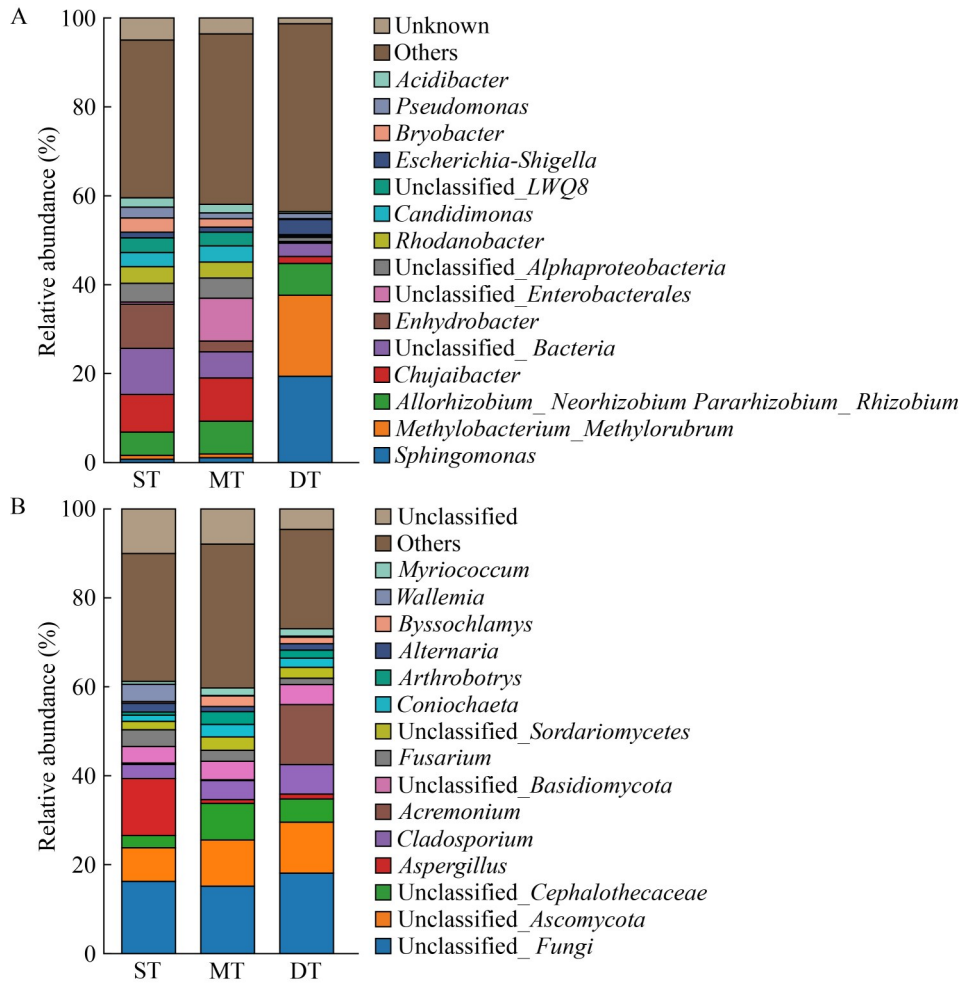 A
Relative abundance (%)
100
80
60
40
20
0
ST
MT
DT
Unknown
Others
Acidibacter
Pseudomonas
Bryobacter
Escherichia-Shigella
Unclassified_LWQ8
Candidimonas
Rhodanobacter
Unclassified_Alphaproteobacteria
Unclassified_Enterobacterales
Enhydrobacter
Unclassified_ Bacteria
Chujaibacter
Allorhizobium_ Neorhizobium Pararhizobium_ Rhizobium
Methylobacterium_Methylorubrum
Sphingomonas
B
Relative abundance (%)
100
80
60
40
20
0
ST
MT
DT
Unclassified
Others
Myriococcum
Wallemia
Byssochlamys
Alternaria
Arthrobotrys
Coniochaeta
Unclassified_Sordariomycetes
Fusarium
Unclassified_Basidiomycota
Acremonium
Cladosporium
Aspergillus
Unclassified_Cephalothecaceae
Unclassified_Ascomycota
Unclassified_ Fungi